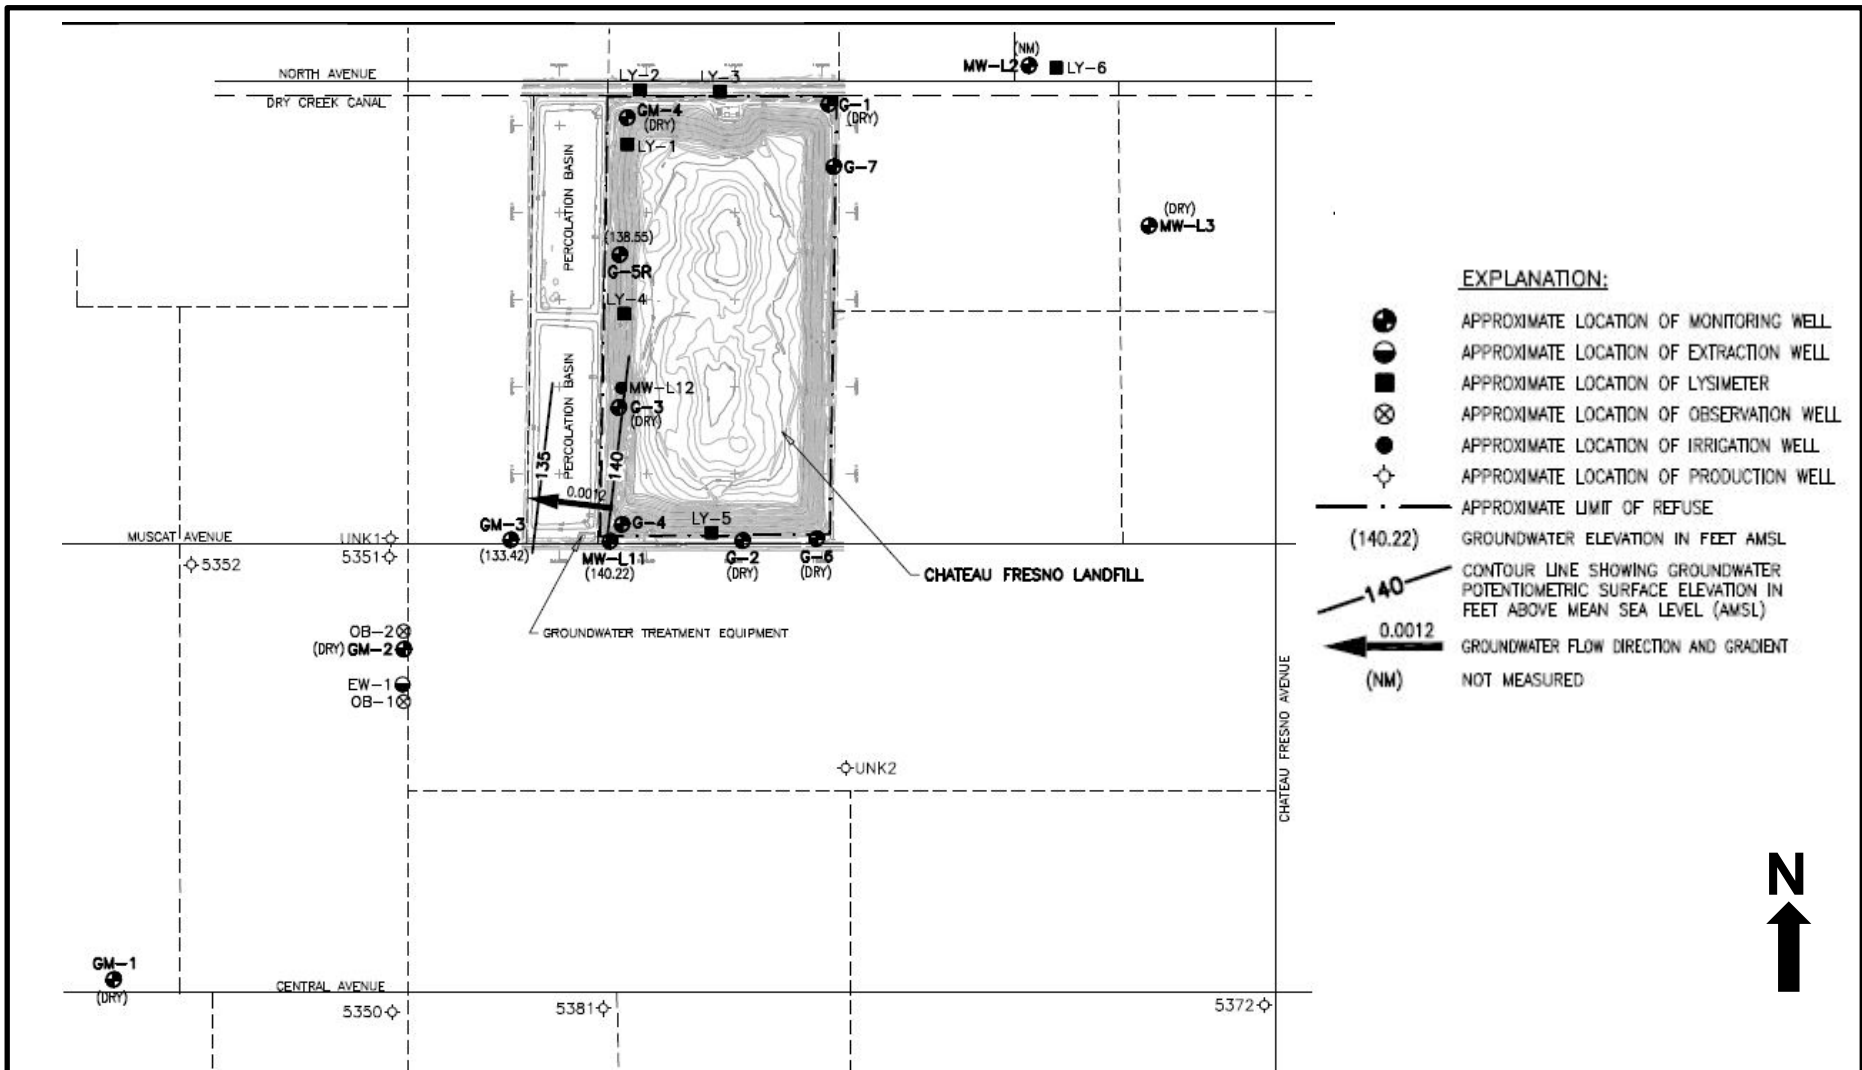 (NM)
MW-L2
LY-6
NORTH AVENUE
DRY CREEK CANAL
LY-2
LY-3
GM-4
(DRY)
G-1
(DRY)
LY-1
G-7
PERCOLATION BASIN
(DRY)
MW-L3
(138.55)
G-5R
LY-4
PERCOLATION BASIN
MW-L12
G-3
(DRY)
135
140
0.0012
G-4
LY-5
GM-3
(133.42)
MW-L11
(140.22)
G-2
(DRY)
G-6
(DRY)
MUSCAT AVENUE
UNK1
5351
5352
CHATEAU FRESNO LANDFILL
GROUNDWATER TREATMENT EQUIPMENT
OB-2
(DRY) GM-2
EW-1
OB-1
CHATEAU FRESNO AVENUE
UNK2
GM-1
(DRY)
CENTRAL AVENUE
5350
5381
5372
EXPLANATION:
APPROXIMATE LOCATION OF MONITORING WELL
APPROXIMATE LOCATION OF EXTRACTION WELL
APPROXIMATE LOCATION OF LYSIMETER
APPROXIMATE LOCATION OF OBSERVATION WELL
APPROXIMATE LOCATION OF IRRIGATION WELL
APPROXIMATE LOCATION OF PRODUCTION WELL
APPROXIMATE LIMIT OF REFUSE
(140.22) GROUNDWATER ELEVATION IN FEET AMSL
140 CONTOUR LINE SHOWING GROUNDWATER
POTENTIOMETRIC SURFACE ELEVATION IN
FEET ABOVE MEAN SEA LEVEL (AMSL)
0.0012 GROUNDWATER FLOW DIRECTION AND GRADIENT
(NM) NOT MEASURED
N